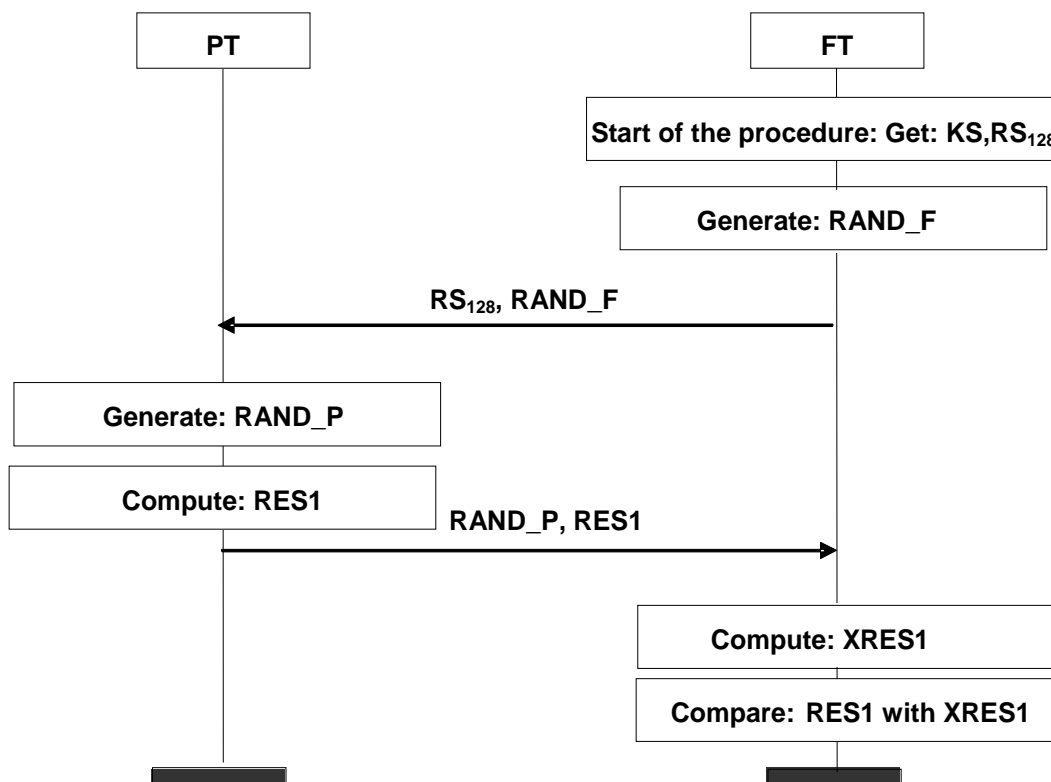 PT
FT
Start of the procedure: Get: KS,RS₁₂₈
Generate: RAND_F
RS₁₂₈, RAND_F
Generate: RAND_P
Compute: RES1
RAND_P, RES1
Compute: XRES1
Compare: RES1 with XRES1